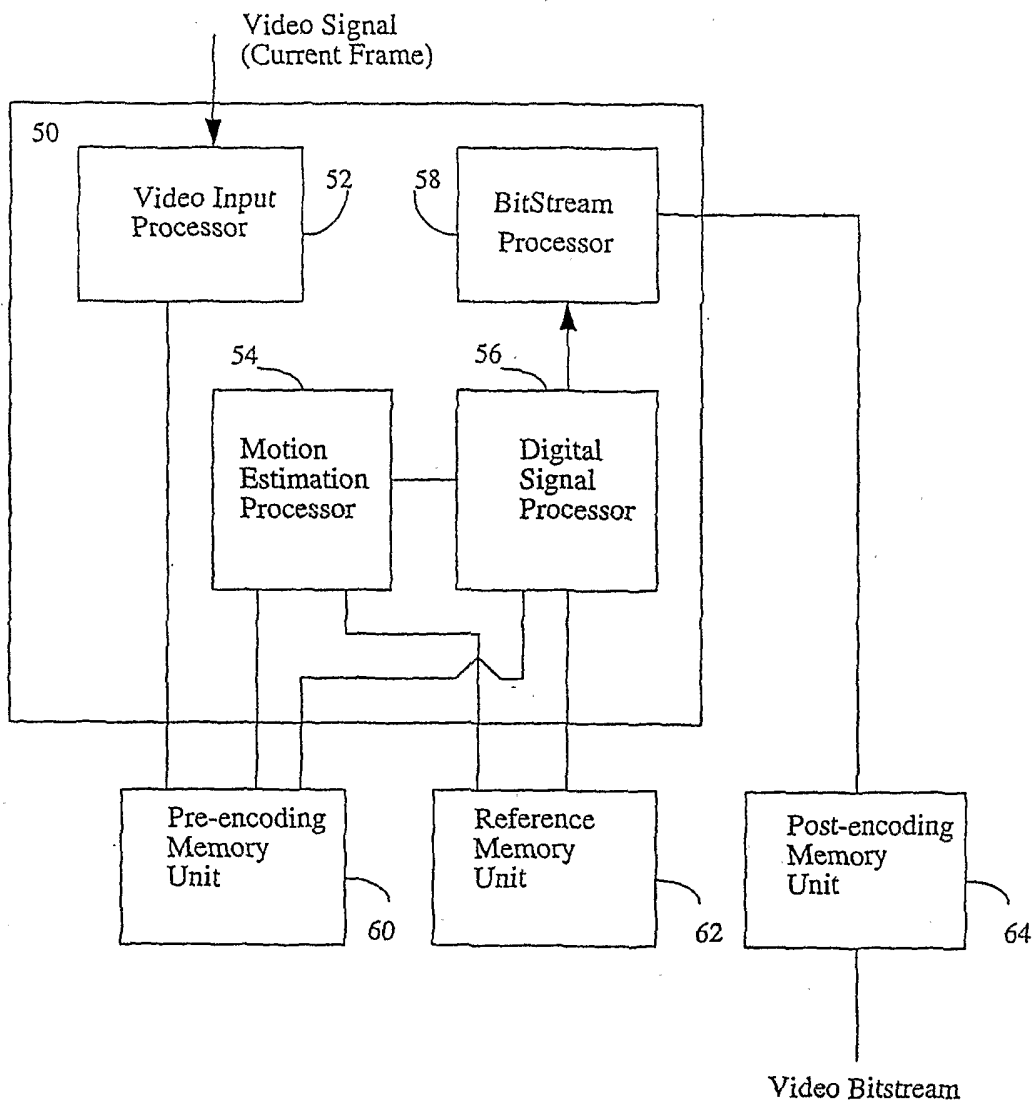 Video Signal
(Current Frame)
50
Video Input
Processor
52
58
BitStream
Processor
54
56
Motion
Estimation
Processor
Digital
Signal
Processor
Pre-encoding
Memory
Unit
60
Reference
Memory
Unit
62
Post-encoding
Memory
Unit
64
Video Bitstream